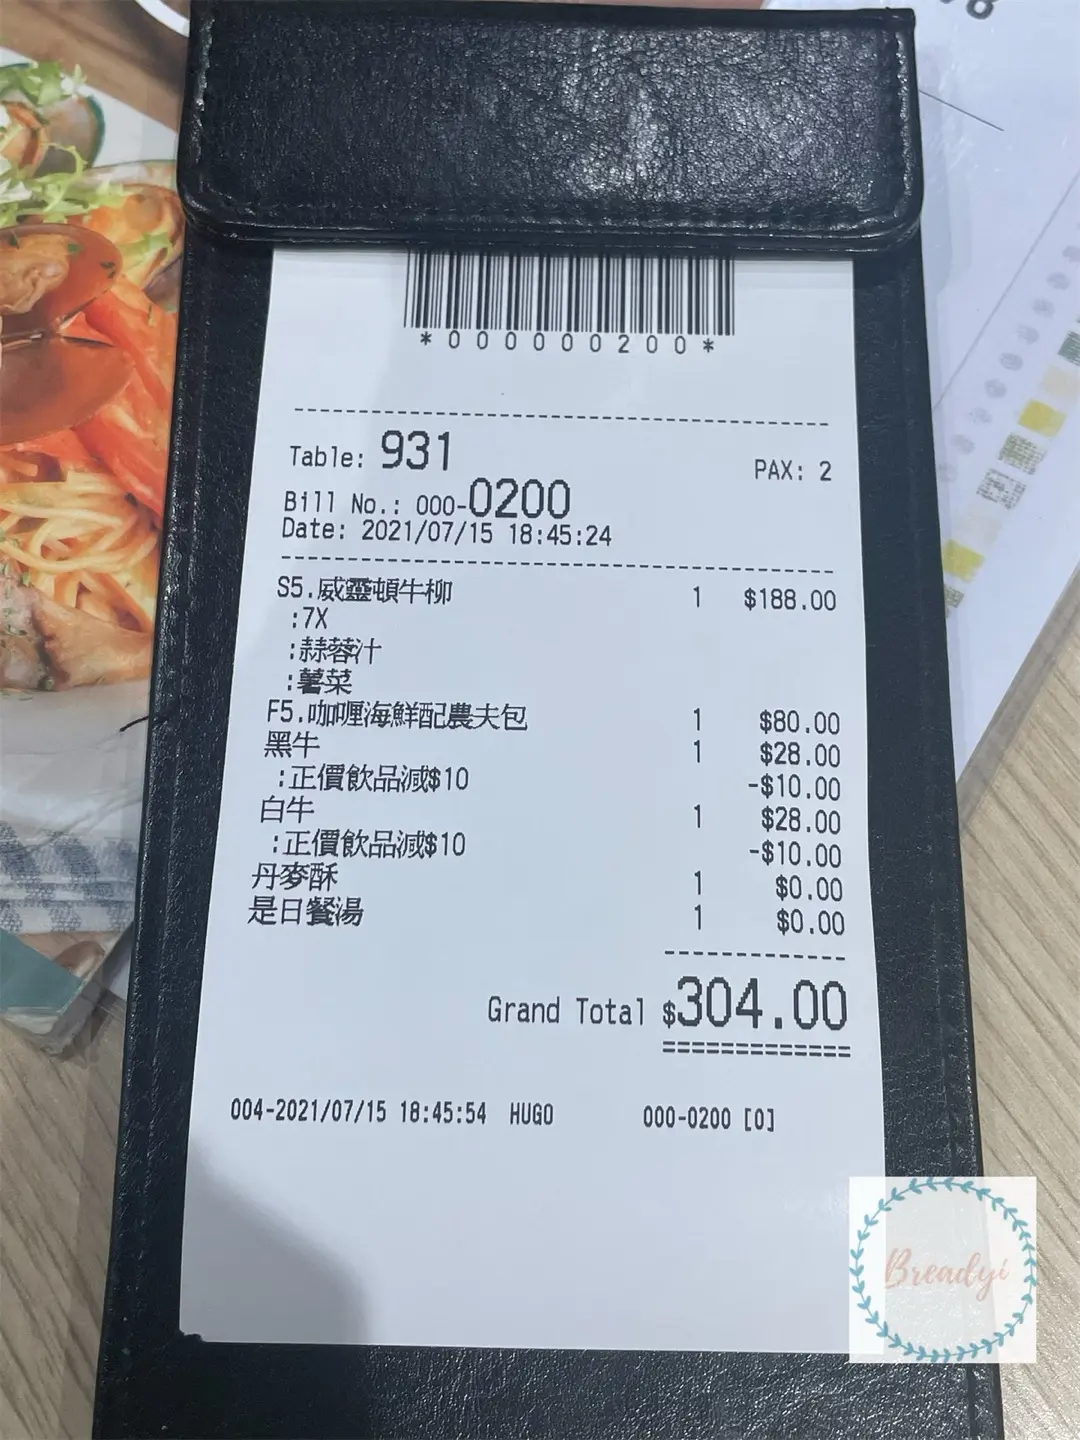 *000000200*
Table: 931 PAX: 2
Bill No.: 000-0200
Date: 2021/07/15 18:45:24
S5.威靈頓牛柳 1 $188.00
:7X
:蒜蓉汁
:薯菜
F5.咖喱海鮮配農夫包 1 $80.00
黑牛 1 $28.00
:正價飲品減$10 -$10.00
白牛 1 $28.00
:正價飲品減$10 -$10.00
丹麥酥 1 $0.00
是日餐湯 1 $0.00
Grand Total $304.00
004-2021/07/15 18:45:54 HUGO 000-0200 [0]
Breadyi